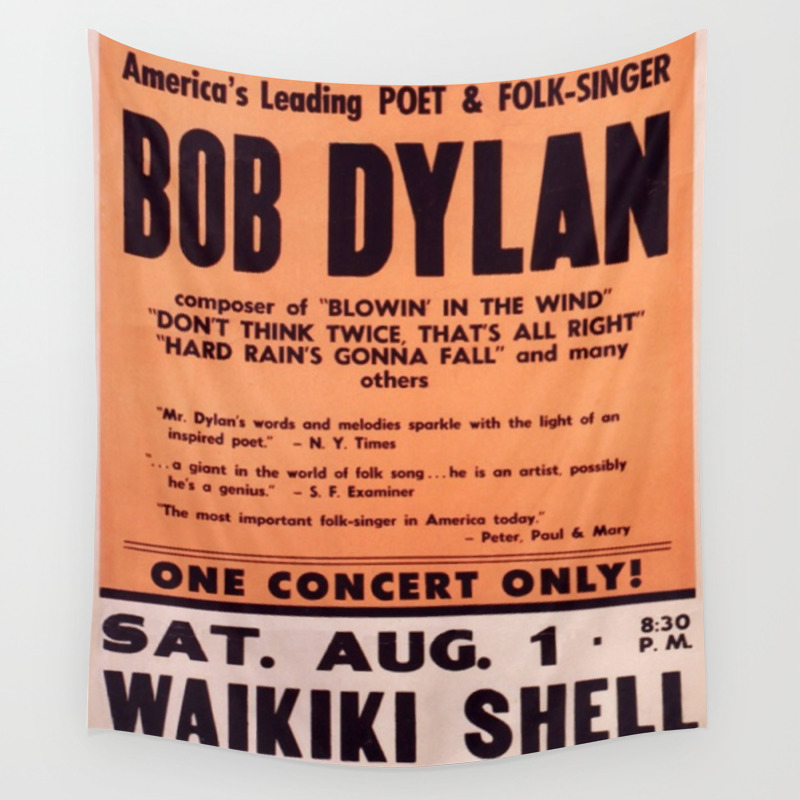 America's Leading POET & FOLK-SINGER
BOB DYLAN
composer of "BLOWIN' IN THE WIND"
"DON'T THINK TWICE, THAT'S ALL RIGHT"
"HARD RAIN'S GONNA FALL" and many
others
"Mr. Dylan's words and melodies sparkle with the light of an
inspired poet." – N. Y. Times
"...a giant in the world of folk song...he is an artist, possibly
he's a genius." – S. F. Examiner
"The most important folk-singer in America today."
– Peter, Paul & Mary
ONE CONCERT ONLY!
SAT. AUG. 1 · 8:30 P. M.
WAIKIKI SHELL